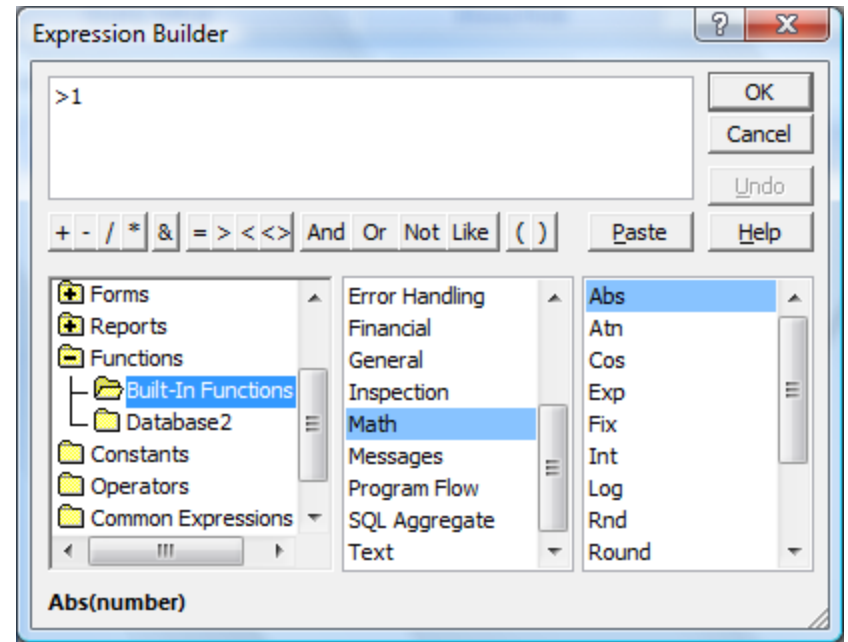 Expression Builder
>1
OK
Cancel
Undo
+ - / * & = > < <> And Or Not Like ( ) Paste Help
Forms
Reports
Functions
Built-In Functions
Database2
Constants
Operators
Common Expressions
Error Handling
Financial
General
Inspection
Math
Messages
Program Flow
SQL Aggregate
Text
Abs
Atn
Cos
Exp
Fix
Int
Log
Rnd
Round
Abs(number)